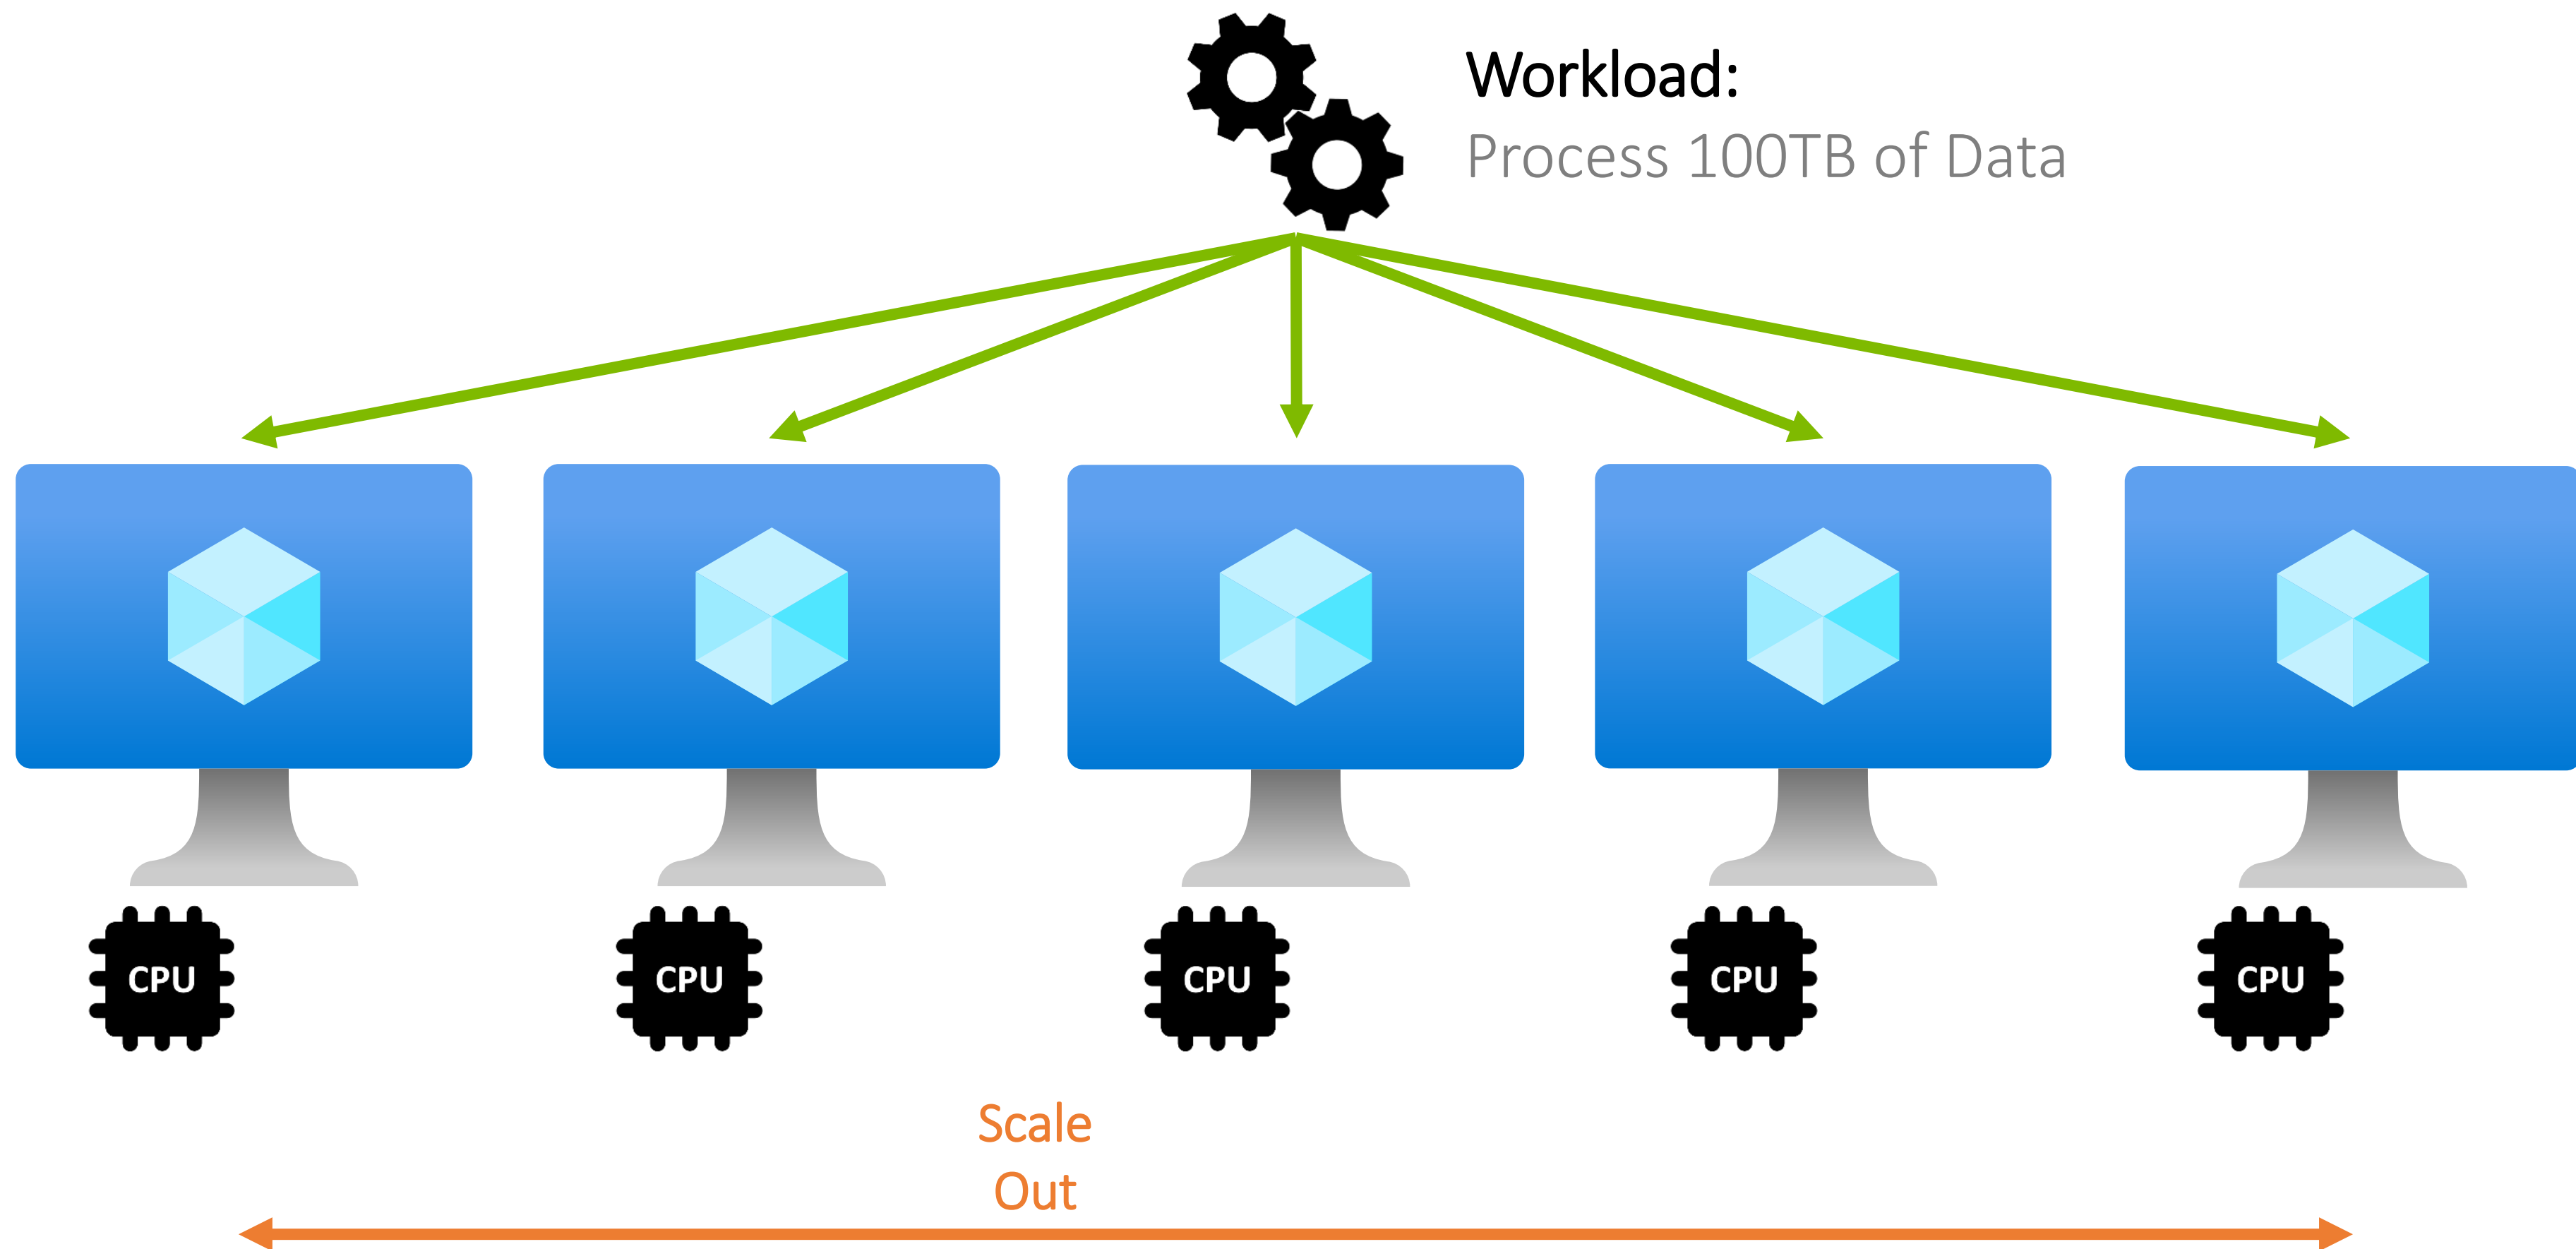 Workload:
Process 100TB of Data
CPU
CPU
CPU
CPU
CPU
Scale
Out